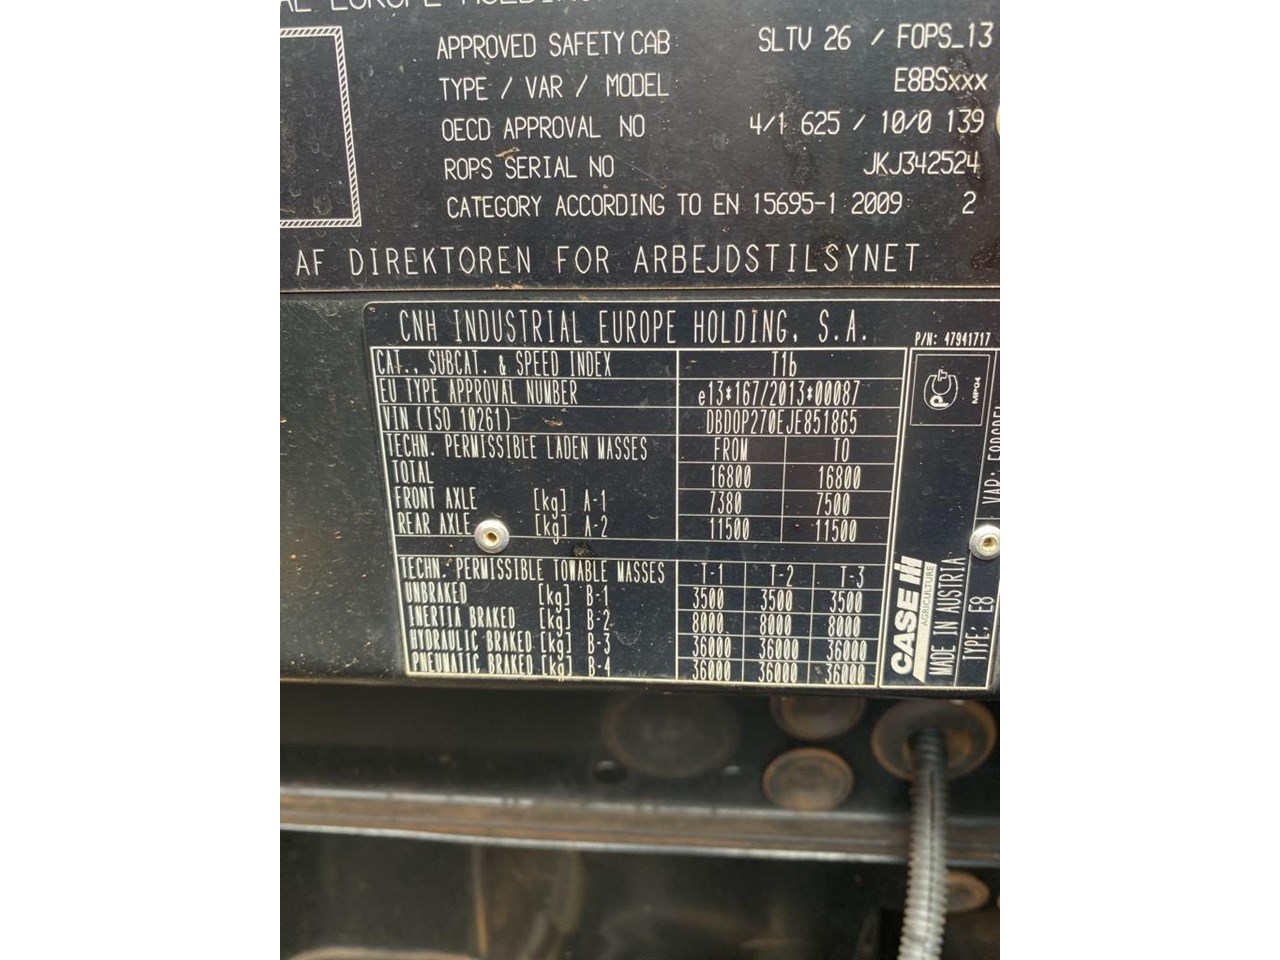 APPROVED SAFETY CAB SLTV 26 / FOPS_13
TYPE / VAR / MODEL E8BSxxx
OECD APPROVAL NO 4/1 625 / 10/0 139
ROPS SERIAL NO JKJ342524
CATEGORY ACCORDING TO EN 15695-1:2009: 2
AF DIREKTOREN FOR ARBEJDSTILSYNET
CNH INDUSTRIAL EUROPE HOLDING, S.A.
P/N: 47941717
CAT., SUBCAT. & SPEED INDEX T1b
EU TYPE APPROVAL NUMBER e13*167/2013*00087
VIN (ISO 10261) DBDOP270EJE851865
TECHN. PERMISSIBLE LADEN MASSES FROM TO
TOTAL 16800 16800
FRONT AXLE [kg] A-1 7380 7500
REAR AXLE [kg] A-2 11500 11500
TECHN. PERMISSIBLE TOWABLE MASSES T-1 T-2 T-3
UNBRAKED [kg] B-1 3500 3500 3500
INERTIA BRAKED [kg] B-2 8000 8000 8000
HYDRAULIC BRAKED [kg] B-3 36000 36000 36000
PNEUMATIC BRAKED [kg] B-4 36000 36000 36000
MP04
CASE IH
AGRICULTURE
MADE IN AUSTRIA
TYPE: E8
VAR: